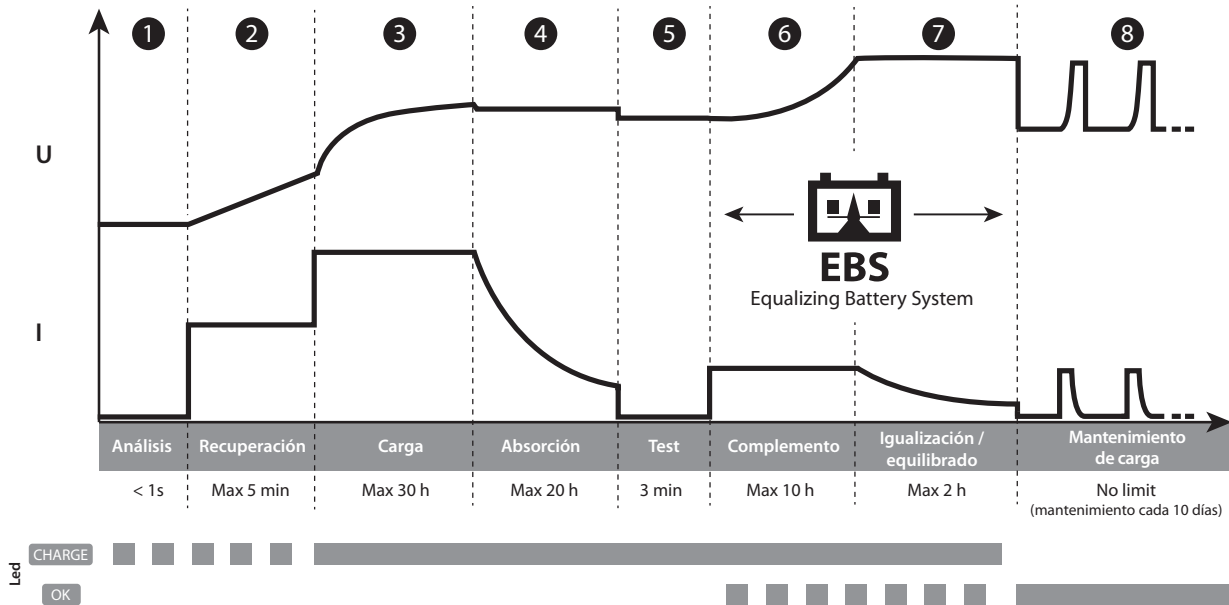 1 2 3 4 5 6 7 8
U
EBS
Equalizing Battery System
I
Análisis Recuperación Carga Absorción Test Complemento Igualización / equilibrado Mantenimiento de carga
< 1s Max 5 min Max 30 h Max 20 h 3 min Max 10 h Max 2 h No limit
(mantenimiento cada 10 días)
Led
CHARGE
OK